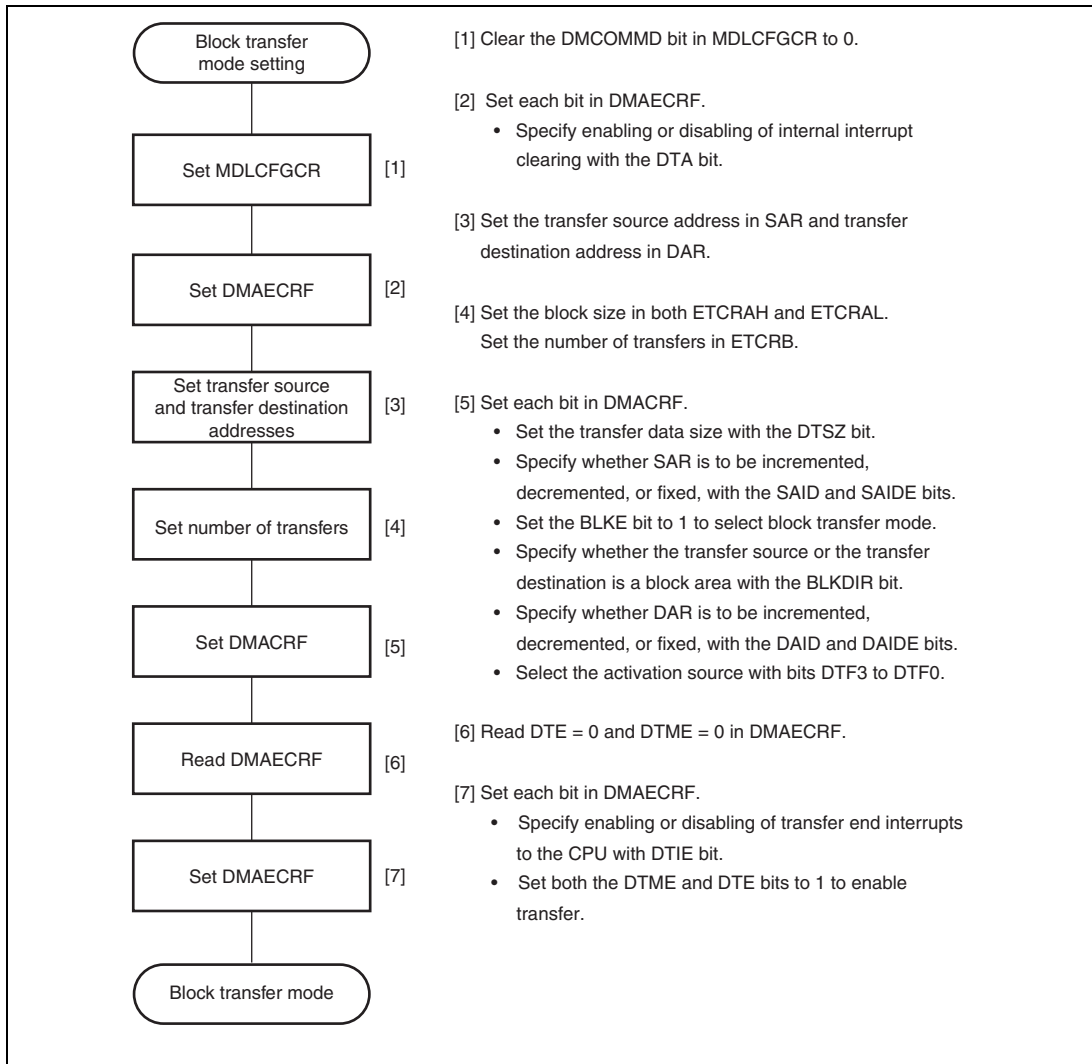 Block transfer
mode setting
Set MDLCFGCR
[1]
Set DMAECRF
[2]
Set transfer source
and transfer destination
addresses
[3]
Set number of transfers
[4]
Set DMACRF
[5]
Read DMAECRF
[6]
Set DMAECRF
[7]
Block transfer mode
[1] Clear the DMCOMMD bit in MDLCFGCR to 0.
[2] Set each bit in DMAECRF.
• Specify enabling or disabling of internal interrupt
clearing with the DTA bit.
[3] Set the transfer source address in SAR and transfer
destination address in DAR.
[4] Set the block size in both ETCRAH and ETCRAL.
Set the number of transfers in ETCRB.
[5] Set each bit in DMACRF.
• Set the transfer data size with the DTSZ bit.
• Specify whether SAR is to be incremented,
decremented, or fixed, with the SAID and SAIDE bits.
• Set the BLKE bit to 1 to select block transfer mode.
• Specify whether the transfer source or the transfer
destination is a block area with the BLKDIR bit.
• Specify whether DAR is to be incremented,
decremented, or fixed, with the DAID and DAIDE bits.
• Select the activation source with bits DTF3 to DTF0.
[6] Read DTE = 0 and DTME = 0 in DMAECRF.
[7] Set each bit in DMAECRF.
• Specify enabling or disabling of transfer end interrupts
to the CPU with DTIE bit.
• Set both the DTME and DTE bits to 1 to enable
transfer.